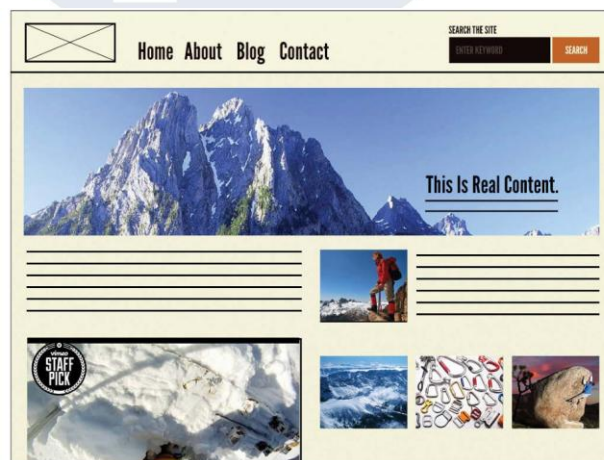 SEARCH THE SITE
Home About Blog Contact
ENTER KEYWORD
SEARCH
This Is Real Content.
vimeo
STAFF
PICK